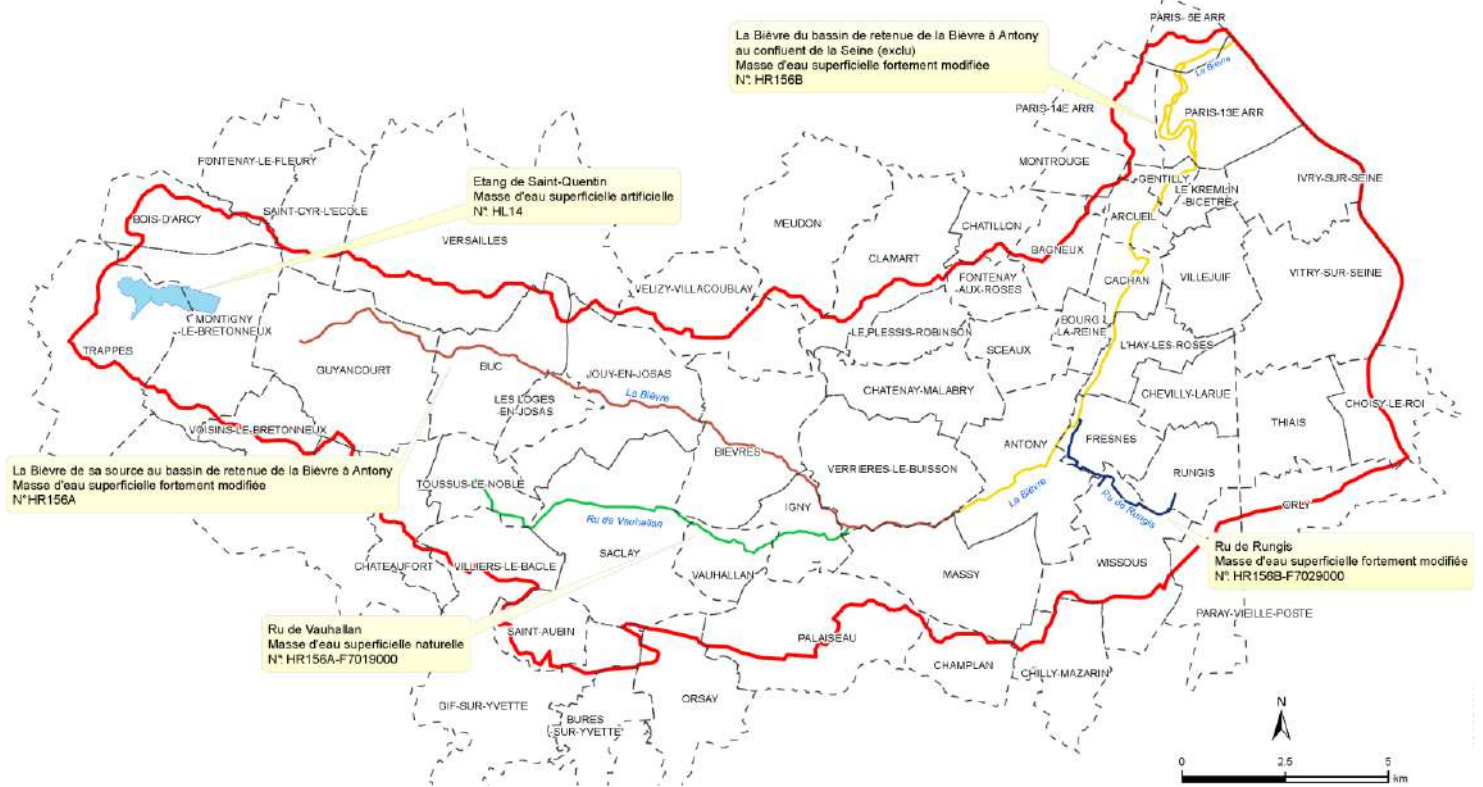 PARIS- 5E ARR
La Bièvre du bassin de retenue de la Bièvre à Antony
au confluent de la Seine (exclu)
Masse d'eau superficielle fortement modifiée
N°: HR156B
La Bièvre
PARIS-14E ARR
PARIS-13E ARR
FONTENAY-LE-FLEURY
MONTROUGE
Etang de Saint-Quentin
Masse d'eau superficielle artificielle
N°: HL14
GENTILLY
IVRY-SUR-SEINE
LE KREMLIN
-BICETRE
BOIS-D'ARCY
SAINT-CYR-L'ECOLE
ARCUEIL
MEUDON
CHATILLON
VERSAILLES
BAGNEUX
CLAMART
VITRY-SUR-SEINE
FONTENAY
AUX-ROSES
CACHAN
VILLEJUIF
VELIZY-VILLACOUBLAY
MONTIGNY
-LE-BRETONNEUX
BOURG
-LA-REINE
LE PLESSIS-ROBINSON
L'HAY-LES-ROSES
TRAPPES
SCEAUX
BUC
GUYANCOURT
JOUY-EN-JOSAS
CHATENAY-MALABRY
CHEVILLY-LARUE
La Bièvre
LES LOGES
-EN-JOSAS
CHOISY-LE-ROI
THIAIS
VOISINS-LE-BRETONNEUX
ANTONY
FRESNES
BIEVRES
La Bièvre de sa source au bassin de retenue de la Bièvre à Antony
Masse d'eau superficielle fortement modifiée
N°HR156A
VERRIERES-LE-BUISSON
RUNGIS
TOUSSUS-LE-NOBLE
La Bièvre
Ru de Rungis
IGNY
ORLY
Ru de Vauhallan
SACLAY
Ru de Rungis
Masse d'eau superficielle fortement modifiée
N°: HR156B-F7029000
CHATEAUFORT
VILLIERS-LE-BACLE
VAUHALLAN
MASSY
WISSOUS
PARAY-VIEILLE-POSTE
Ru de Vauhallan
Masse d'eau superficielle naturelle
N°: HR156A-F7019000
SAINT-AUBIN
PALAISEAU
CHAMPLAN
CHILLY-MAZARIN
ORSAY
GIF-SUR-YVETTE
BURES
-SUR-YVETTE
N
0 2.5 5
km